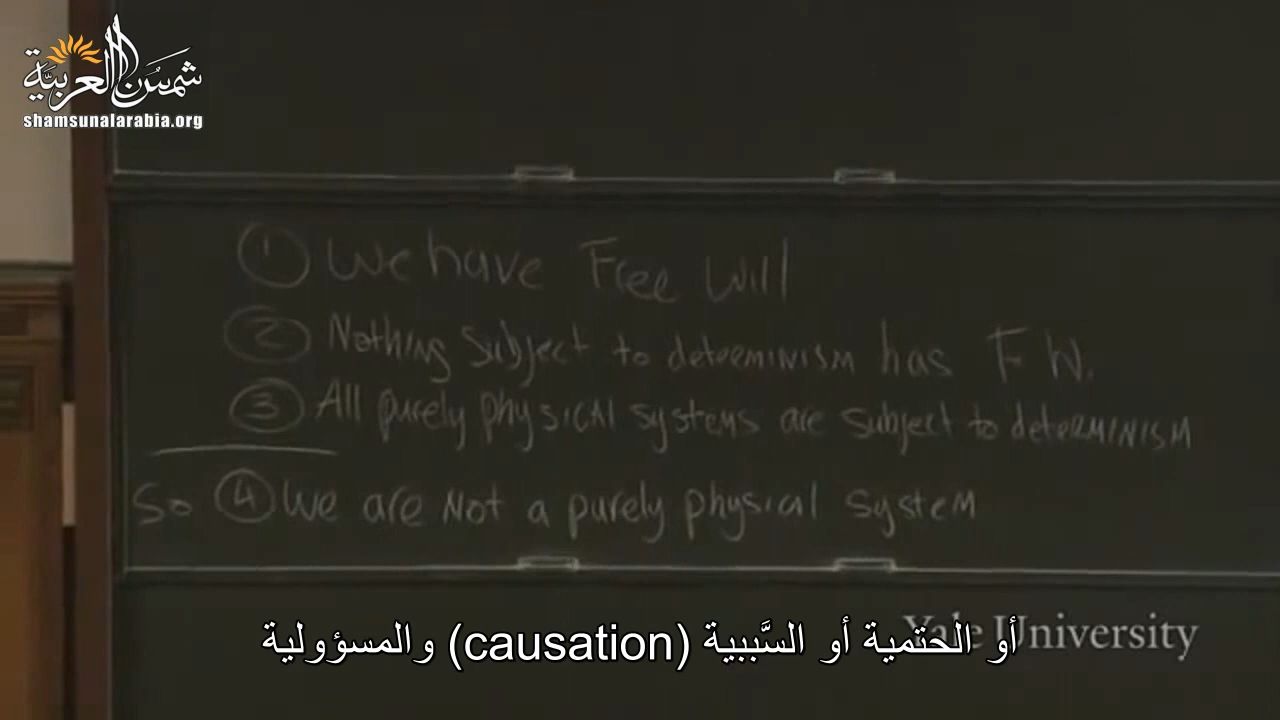 شمس العربية
shamsunalarabia.org
① We have Free Will
② Nothing subject to determinism has F W.
③ All purely physical systems are subject to determinism
So ④ We are Not a purely physical system
أو الحتمية أو السَّببية (causation) والمسؤولية
Yale University